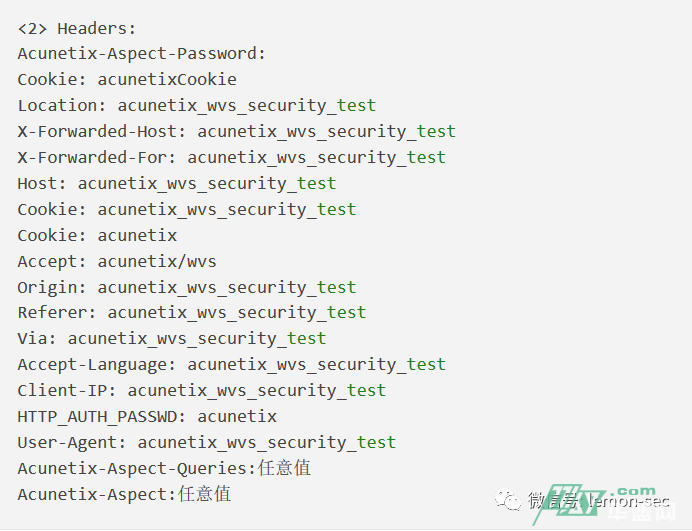 <2> Headers:
Acunetix-Aspect-Password:
Cookie: acunetixCookie
Location: acunetix_wvs_security_test
X-Forwarded-Host: acunetix_wvs_security_test
X-Forwarded-For: acunetix_wvs_security_test
Host: acunetix_wvs_security_test
Cookie: acunetix_wvs_security_test
Cookie: acunetix
Accept: acunetix/wvs
Origin: acunetix_wvs_security_test
Referer: acunetix_wvs_security_test
Via: acunetix_wvs_security_test
Accept-Language: acunetix_wvs_security_test
Client-IP: acunetix_wvs_security_test
HTTP_AUTH_PASSWD: acunetix
User-Agent: acunetix_wvs_security_test
Acunetix-Aspect-Queries:任意值
Acunetix-Aspect:任意值
微信号: lemon-sec
.com